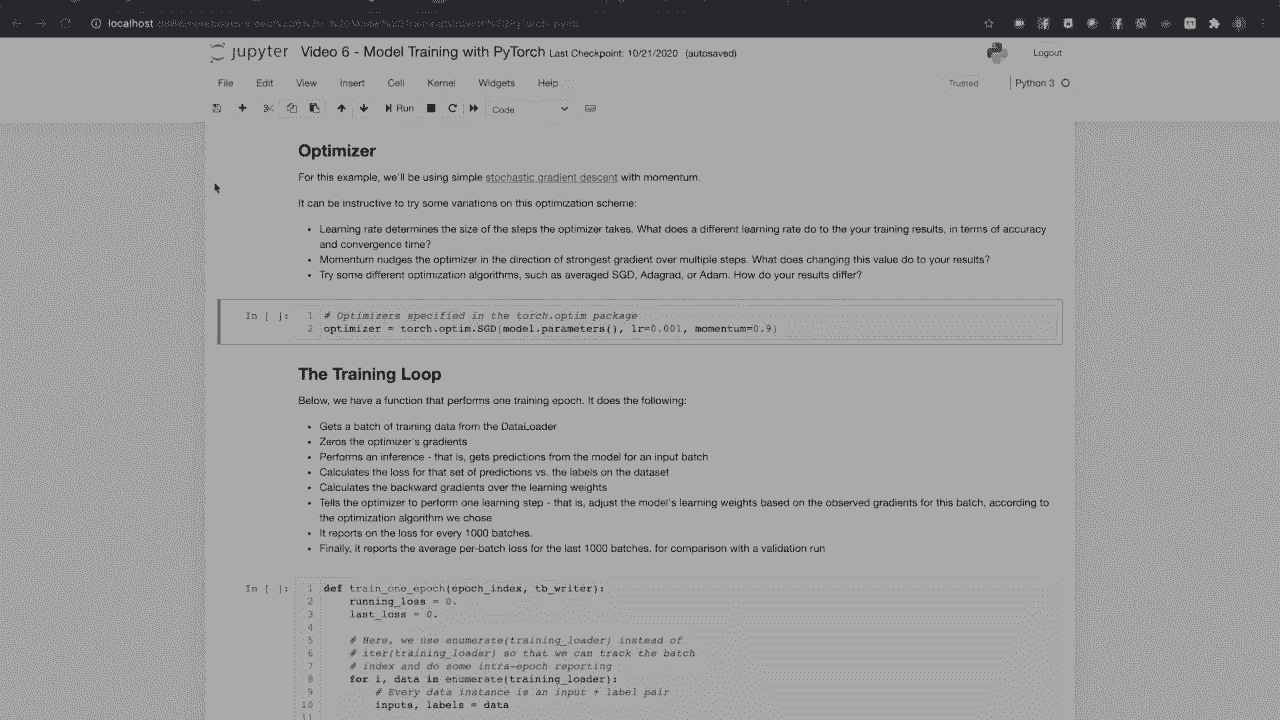 localhost
jupyter Video 6 - Model Training with PyTorch Last Checkpoint: 10/21/2020 (autosaved)
Logout
File Edit View Insert Cell Kernel Widgets Help
Trusted
Python 3
Run
Code
Optimizer
For this example, we'll be using simple stochastic gradient descent with momentum.
It can be instructive to try some variations on this optimization scheme:
• Learning rate determines the size of the steps the optimizer takes. What does a different learning rate do to the your training results, in terms of accuracy
and convergence time?
• Momentum nudges the optimizer in the direction of strongest gradient over multiple steps. What does changing this value do to your results?
• Try some different optimization algorithms, such as averaged SGD, Adagrad, or Adam. How do your results differ?
In [ ]: 1 # Optimizers specified in the torch.optim package
2 optimizer = torch.optim.SGD(model.parameters(), lr=0.001, momentum=0.9)
The Training Loop
Below, we have a function that performs one training epoch. It does the following:
• Gets a batch of training data from the DataLoader
• Zeros the optimizer's gradients
• Performs an inference - that is, gets predictions from the model for an input batch
• Calculates the loss for that set of predictions vs. the labels on the dataset
• Calculates the backward gradients over the learning weights
• Tells the optimizer to perform one learning step - that is, adjust the model's learning weights based on the observed gradients for this batch, according to
the optimization algorithm we chose
• It reports on the loss for every 1000 batches.
• Finally, it reports the average per-batch loss for the last 1000 batches, for comparison with a validation run
In [ ]: 1 def train_one_epoch(epoch_index, tb_writer):
2 running_loss = 0.
3 last_loss = 0.
4
5 # Here, we use enumerate(training_loader) instead of
6 # iter(training_loader) so that we can track the batch
7 # index and do some intra-epoch reporting
8 for i, data in enumerate(training_loader):
9 # Every data instance is an input + label pair
10 inputs, labels = data